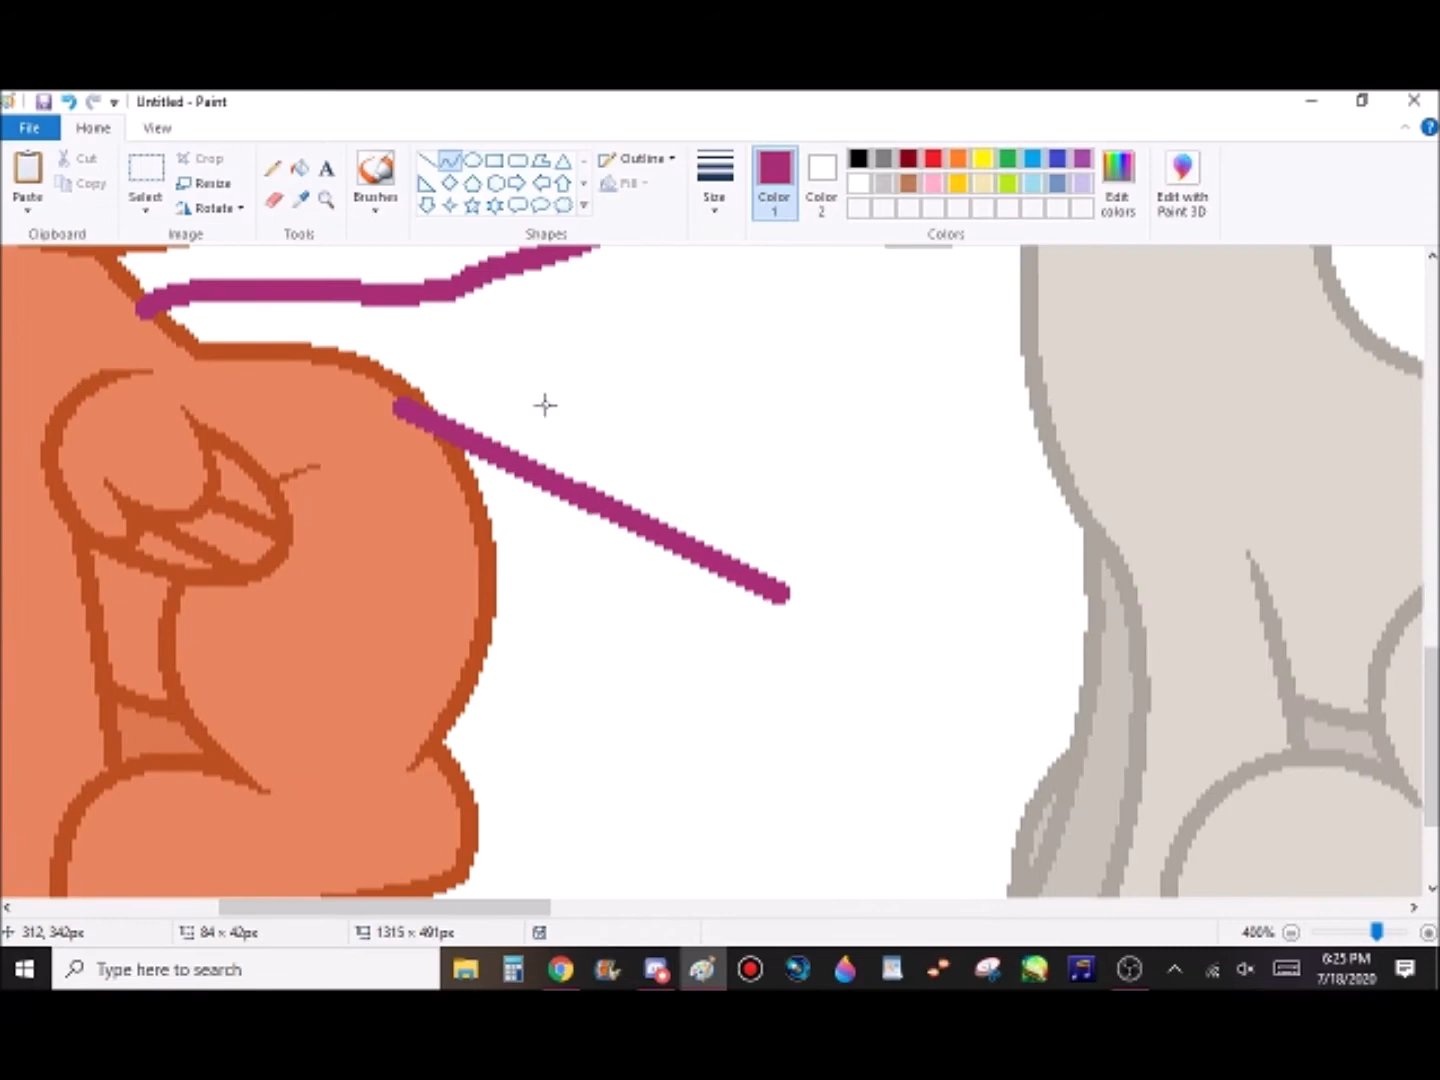 Untitled - Paint
File Home View
Paste Cut Copy Select Crop Resize Rotate A Brushes Outline Fill Size Color 1 Color 2 Edit colors Edit with Paint 3D
Clipboard Image Tools Shapes Colors
312, 342px 84 × 42px 1315 × 491px 400%
Type here to search 6:25 PM
7/18/2020